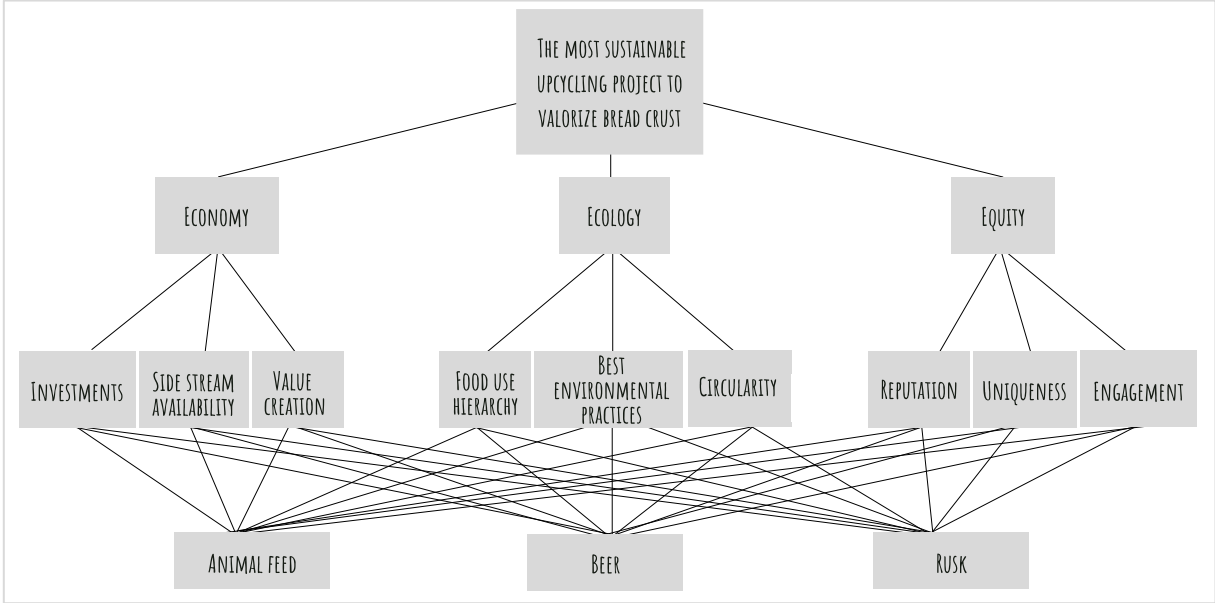 The most sustainable
upcycling project to
valorize bread crust
Economy
Ecology
Equity
Investments
Side stream
availability
Value
creation
Food use
hierarchy
Best
environmental
practices
Circularity
Reputation
Uniqueness
Engagement
Animal feed
Beer
Rusk